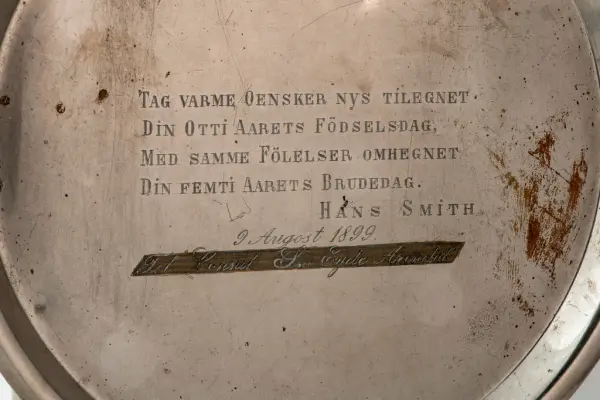 TAG VARME OENSKER NYS TILEGNET
DIN OTTI AARETS FÖDSELSDAG,
MED SAMME FÖLELSER OMHEGNET
DIN FEMTI AARETS BRUDEDAG.
HANS SMITH
9 August 1899.